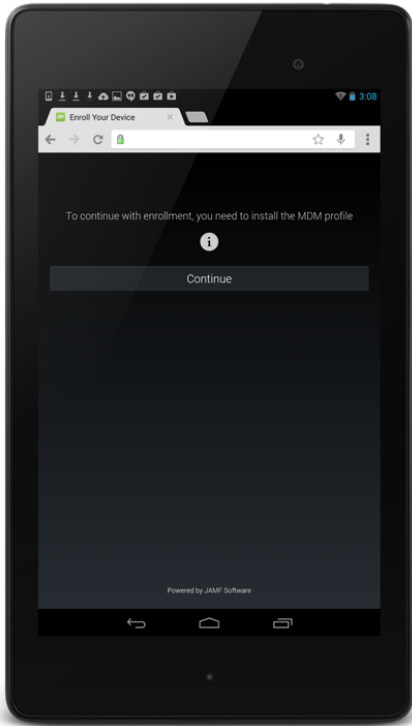 3:08
Enroll Your Device
To continue with enrollment, you need to install the MDM profile
i
Continue
Powered by JAMF Software